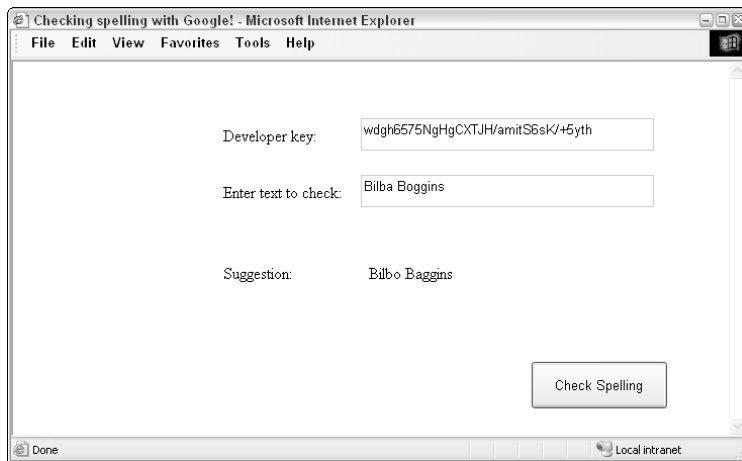 Checking spelling with Google! - Microsoft Internet Explorer
File Edit View Favorites Tools Help
Developer key: wdgh6575NgHgCXTJH/amitS6sK/+5yth
Enter text to check: Bilba Boggins
Suggestion: Bilbo Baggins
Check Spelling
Done Local intranet